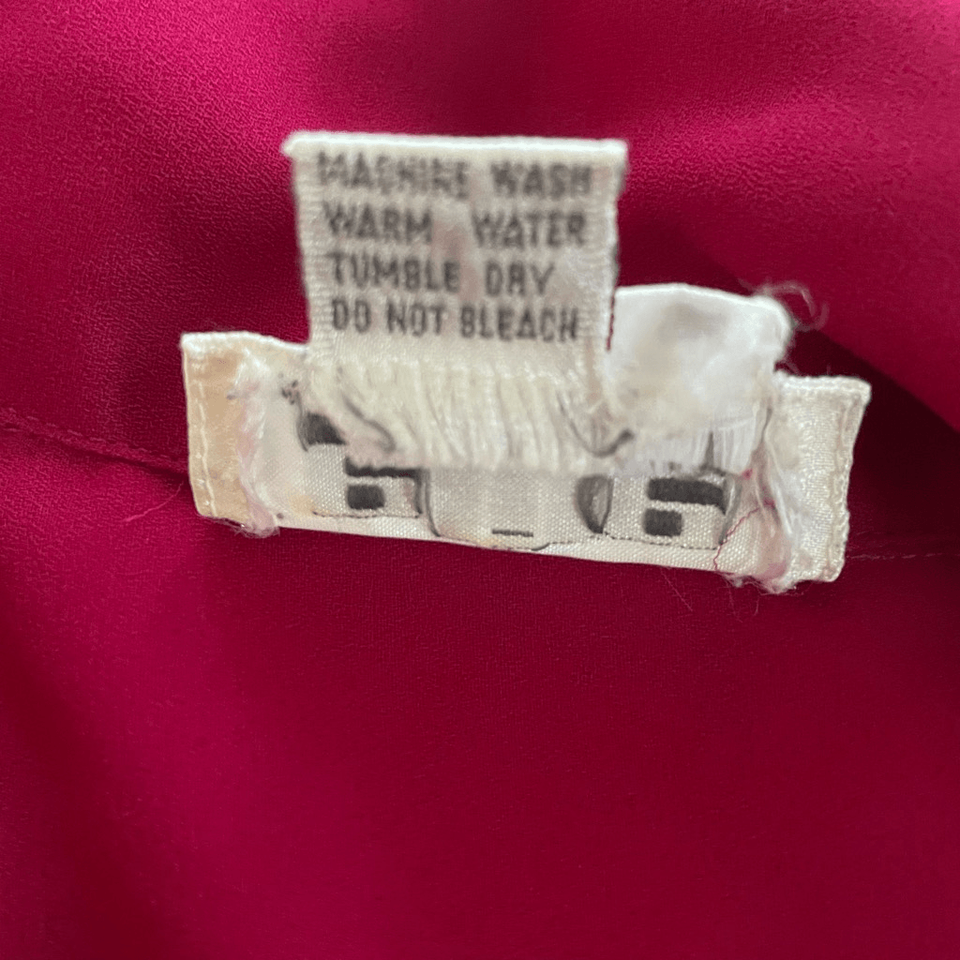 MACHINE WASH
WARM WATER
TUMBLE DRY
DO NOT BLEACH